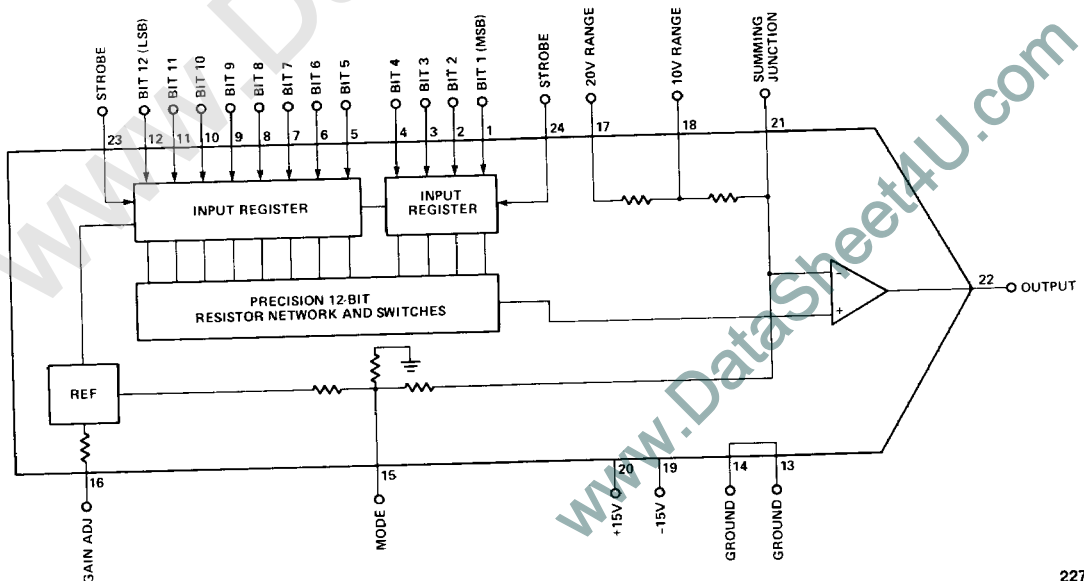 STROBE
BIT 12 (LSB)
BIT 11
BIT 10
BIT 9
BIT 8
BIT 7
BIT 6
BIT 5
BIT 4
BIT 3
BIT 2
BIT 1 (MSB)
STROBE
20V RANGE
10V RANGE
SUMMING
JUNCTION
23 12 11 10 9 8 7 6 5 4 3 2 1 24 17 18 21
INPUT REGISTER
INPUT
REGISTER
PRECISION 12-BIT
RESISTOR NETWORK AND SWITCHES
-
+
22
OUTPUT
REF
16 15 20 19 14 13
GAIN ADJ
MODE
+15V
-15V
GROUND
GROUND
227
www.DataSheet4U.com
www.Da